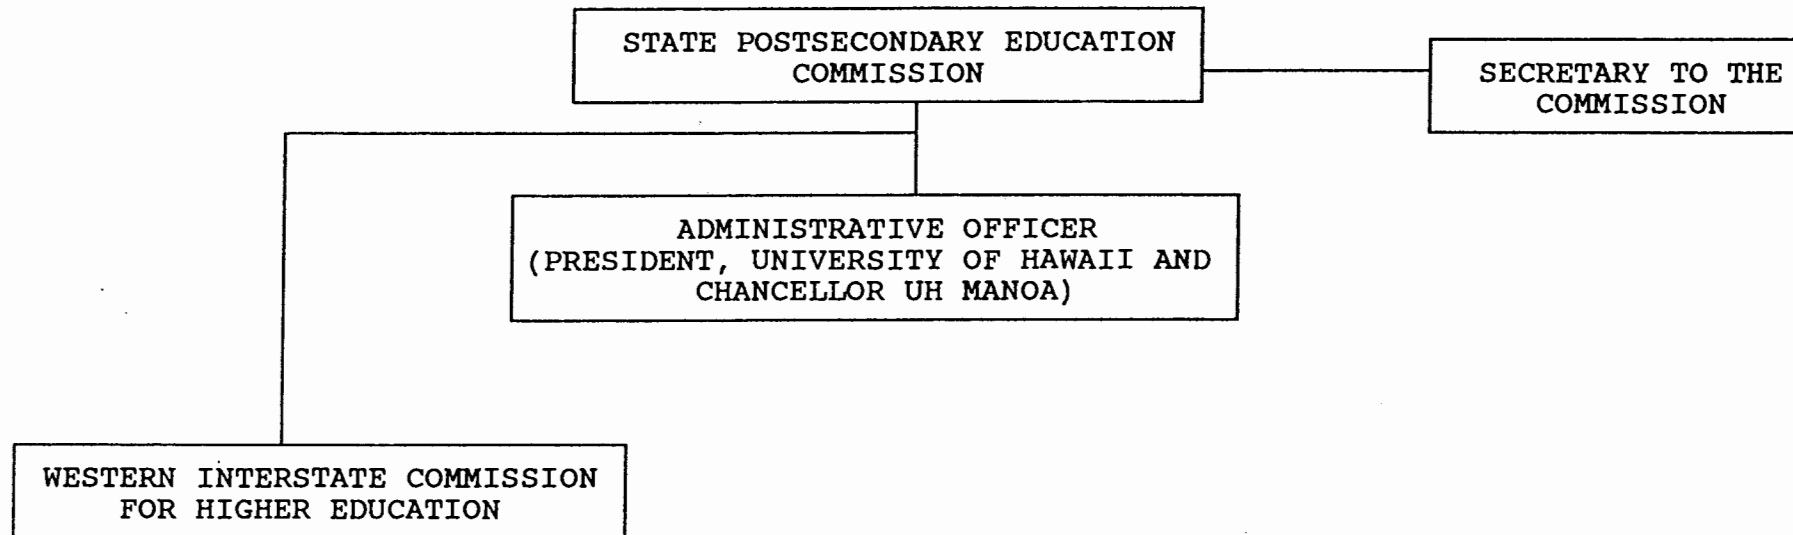 STATE POSTSECONDARY EDUCATION
COMMISSION
SECRETARY TO THE
COMMISSION
ADMINISTRATIVE OFFICER
(PRESIDENT, UNIVERSITY OF HAWAII AND
CHANCELLOR UH MANOA)
WESTERN INTERSTATE COMMISSION
FOR HIGHER EDUCATION